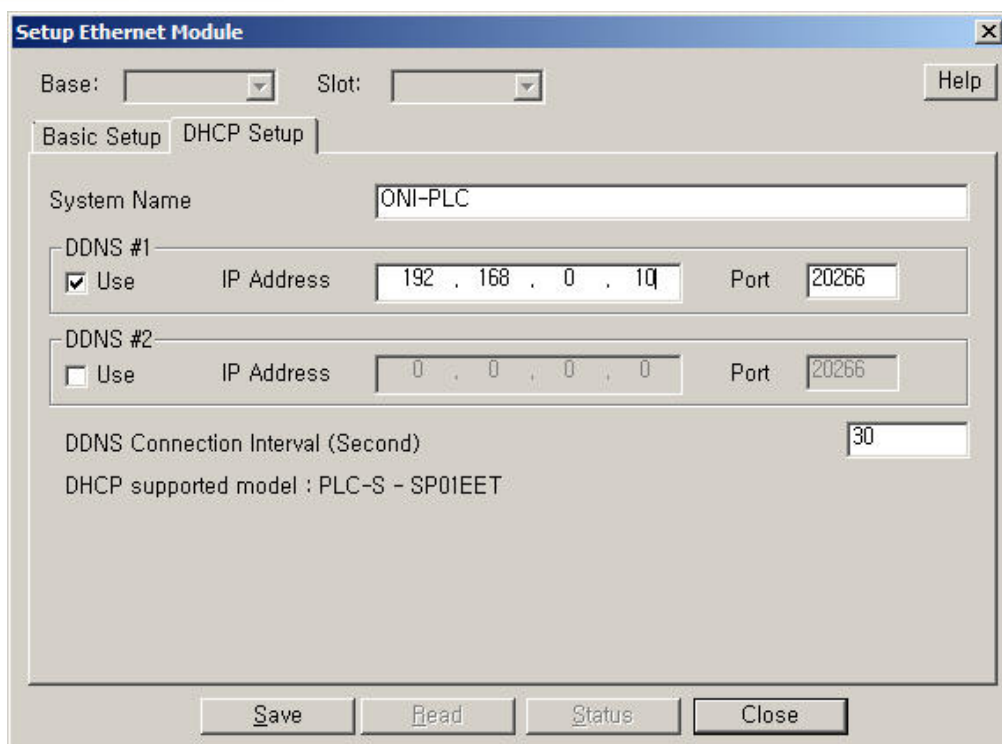 Setup Ethernet Module
Base: Slot: Help
Basic Setup DHCP Setup
System Name ONI-PLC
DDNS #1
Use IP Address 192 . 168 . 0 . 10 Port 20266
DDNS #2
Use IP Address 0 . 0 . 0 . 0 Port 20266
DDNS Connection Interval (Second) 30
DHCP supported model : PLC-S - SP01EET
Save Read Status Close